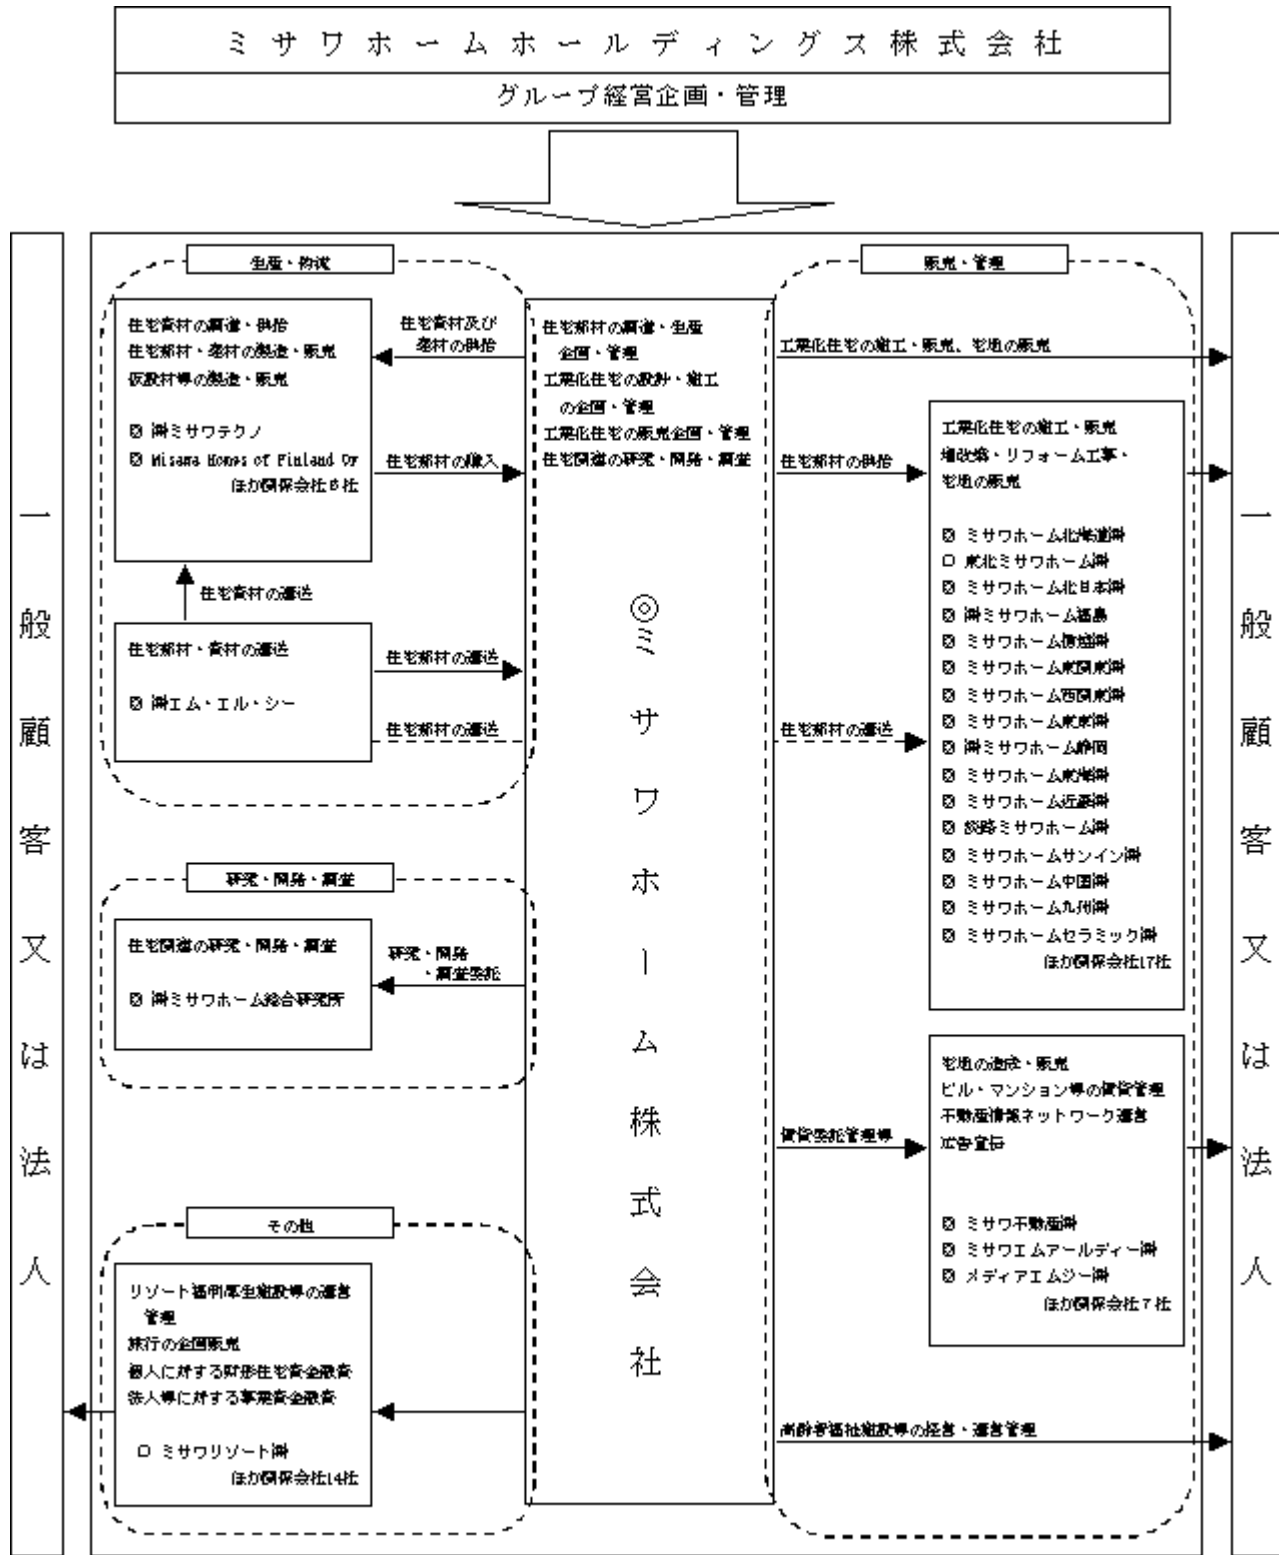 ミサワホームホールディングス株式会社
グループ経営企画・管理
一般顧客又は法人
生産・物流
住宅資材の調達・供給
住宅部材・産材の製造・販売
仮設材等の製造・販売
㈱ミサワテクノ
Misawa Homes of Finland Oy
ほか関係会社
住宅資材及び
産材の供給
住宅部材の購入
住宅資材の運送
住宅部材・資材の運送
㈱エム・エル・シー
住宅部材の運送
住宅部材の運送
研究・開発・調査
住宅関連の研究・開発・調査
㈱ミサワホーム総合研究所
研究・開発
・調査委託
その他
リゾート福利厚生施設等の運営
管理
旅行の企画販売
個人に対する財形住宅資金融資
法人等に対する事業資金融資
○ ミサワリゾート㈱
ほか関係会社14社
住宅部材の調達・生産
企画・管理
工業化住宅の設計・施工
の企画・管理
工業化住宅の販売企画・管理
住宅関連の研究・開発・調査
◎ミサワホーム株式会社
販売・管理
工業化住宅の施工・販売、宅地の販売
住宅部材の供給
工業化住宅の施工・販売
増改築・リフォーム工事・
宅地の販売
ミサワホーム北海道㈱
○ 東北ミサワホーム㈱
ミサワホーム北日本㈱
㈱ミサワホーム福島
ミサワホーム信越㈱
ミサワホーム東関東㈱
ミサワホーム西関東㈱
ミサワホーム東京㈱
㈱ミサワホーム静岡
ミサワホーム東海㈱
ミサワホーム近畿㈱
淡路ミサワホーム㈱
ミサワホームサンイン㈱
ミサワホーム中国㈱
ミサワホーム九州㈱
ミサワホームセラミック㈱
ほか関係会社17社
住宅部材の運送
賃貸委託管理等
宅地の造成・販売
ビル・マンション等の賃貸管理
不動産情報ネットワーク運営
広告宣伝
ミサワ不動産㈱
ミサワエムアールディー㈱
メディアエムジー㈱
ほか関係会社7社
高齢者福祉施設等の経営・運営管理
一般顧客又は法人